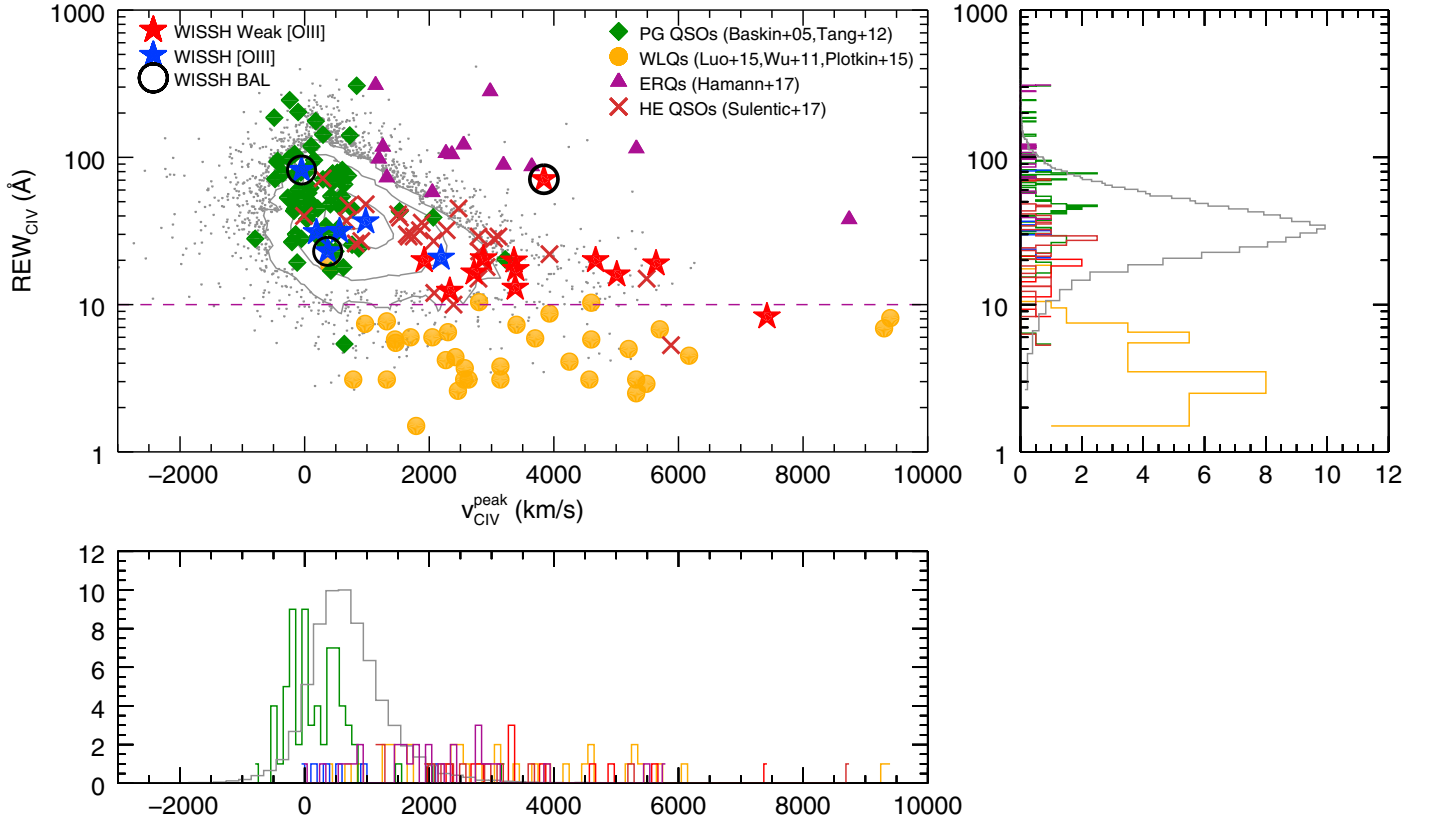 WISSH Weak [OIII]
WISSH [OIII]
WISSH BAL
PG QSOs (Baskin+05,Tang+12)
WLQs (Luo+15,Wu+11,Plotkin+15)
ERQs (Hamann+17)
HE QSOs (Sulentic+17)
REW_CIV (Å)
1000
100
10
1
−2000 0 2000 4000 6000 8000 10000
v_CIV^peak (km/s)
1000
100
10
1
0 2 4 6 8 10 12
12
10
8
6
4
2
0
−2000 0 2000 4000 6000 8000 10000